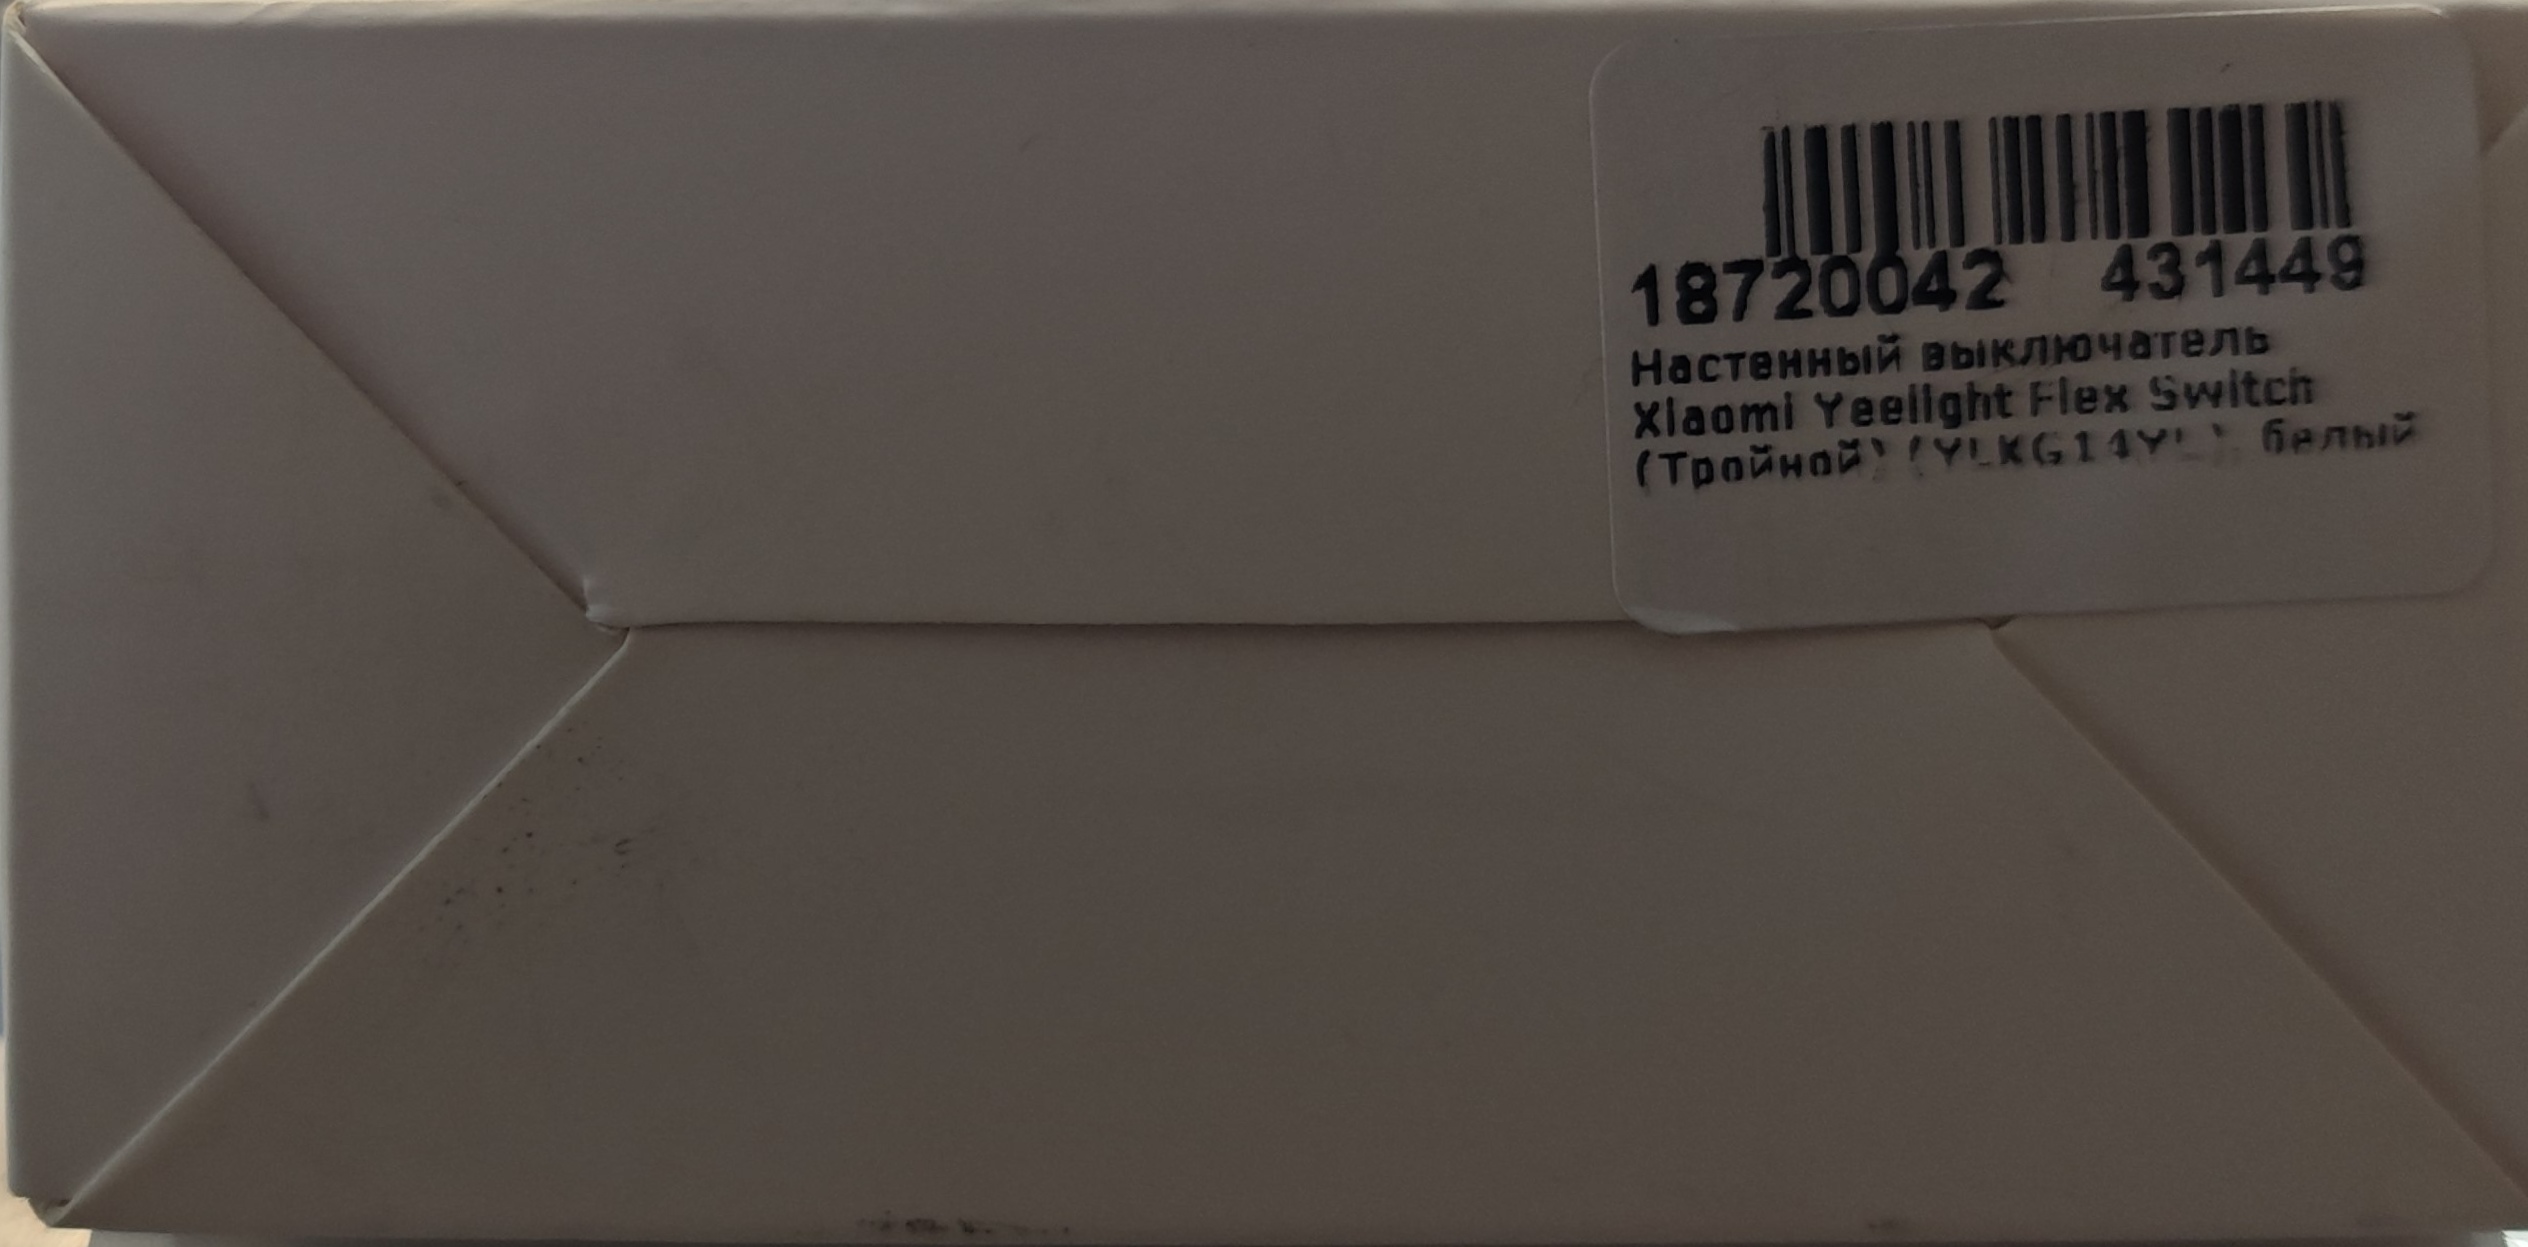 18720042 431449
Настенный выключатель
Xiaomi Yeelight Flex Switch
(Тройной) (YLKG14YL), белый